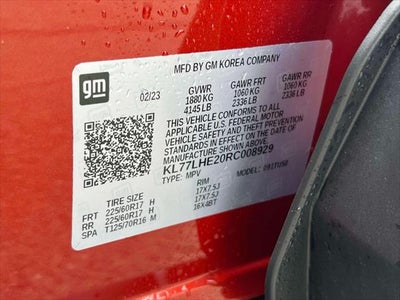 MFD BY GM KOREA COMPANY
gm
02/23
GVWR GAWR FRT GAWR RR
1880 KG 1060 KG 1060 KG
4145 LB 2336 LB 2336 LB
THIS VEHICLE CONFORMS TO ALL
APPLICABLE U.S. FEDERAL MOTOR
VEHICLE SAFETY AND THEFT PREVENTION
STANDARDS IN EFFECT ON THE DATE OF
MANUFACTURE SHOWN ABOVE.
KL77LHE20RC008929
TYPE: MPV MODEL:
TIRE SIZE RIM
FRT 225/60R17 H 17X7.5J
RR 225/60R17 H 17X7.5J
SPA T125/70R16 M 16X4BT